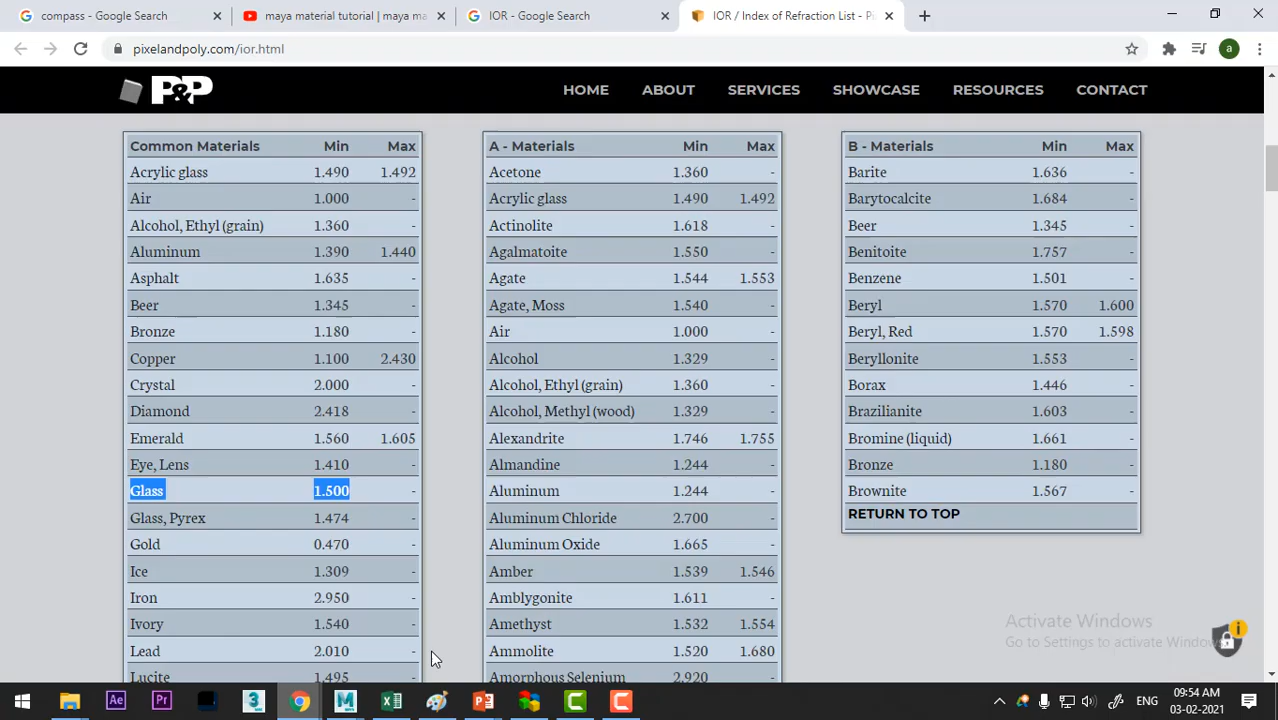 compass - Google Search
maya material tutorial | maya ma
IOR - Google Search
IOR / Index of Refraction List - P
pixelandpoly.com/ior.html
a
P&P
HOME ABOUT SERVICES SHOWCASE RESOURCES CONTACT
Common Materials Min Max
Acrylic glass 1.490 1.492
Air 1.000 -
Alcohol, Ethyl (grain) 1.360 -
Aluminum 1.390 1.440
Asphalt 1.635 -
Beer 1.345 -
Bronze 1.180 -
Copper 1.100 2.430
Crystal 2.000 -
Diamond 2.418 -
Emerald 1.560 1.605
Eye, Lens 1.410 -
Glass 1.500 -
Glass, Pyrex 1.474 -
Gold 0.470 -
Ice 1.309 -
Iron 2.950 -
Ivory 1.540 -
Lead 2.010 -
Lucite 1.495 -
A - Materials Min Max
Acetone 1.360 -
Acrylic glass 1.490 1.492
Actinolite 1.618 -
Agalmatoite 1.550 -
Agate 1.544 1.553
Agate, Moss 1.540 -
Air 1.000 -
Alcohol 1.329 -
Alcohol, Ethyl (grain) 1.360 -
Alcohol, Methyl (wood) 1.329 -
Alexandrite 1.746 1.755
Almandine 1.244 -
Aluminum 1.244 -
Aluminum Chloride 2.700 -
Aluminum Oxide 1.665 -
Amber 1.539 1.546
Amblygonite 1.611 -
Amethyst 1.532 1.554
Ammolite 1.520 1.680
Amorphous Selenium 2.920 -
B - Materials Min Max
Barite 1.636 -
Barytocalcite 1.684 -
Beer 1.345 -
Benitoite 1.757 -
Benzene 1.501 -
Beryl 1.570 1.600
Beryl, Red 1.570 1.598
Beryllonite 1.553 -
Borax 1.446 -
Brazilianite 1.603 -
Bromine (liquid) 1.661 -
Bronze 1.180 -
Brownite 1.567 -
RETURN TO TOP
Activate Windows
Go to Settings to activate Windows
Ae Pr 3 M
ENG
09:54 AM
03-02-2021